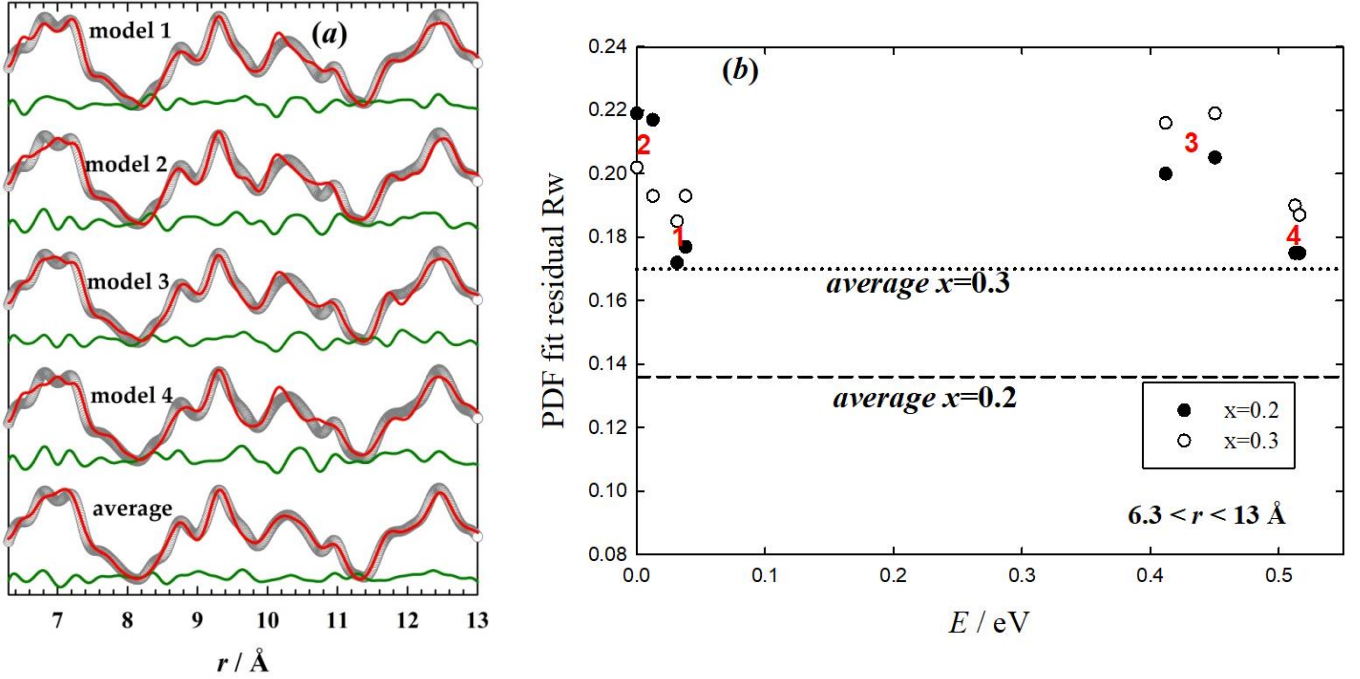 (a)
model 1
model 2
model 3
model 4
average
7 8 9 10 11 12 13
r / Å
(b)
PDF fit residual Rw
0.24
0.22
0.20
0.18
0.16
0.14
0.12
0.10
0.08
2
1
3
4
average x=0.3
average x=0.2
x=0.2
x=0.3
6.3 < r < 13 Å
0.0 0.1 0.2 0.3 0.4 0.5
E / eV